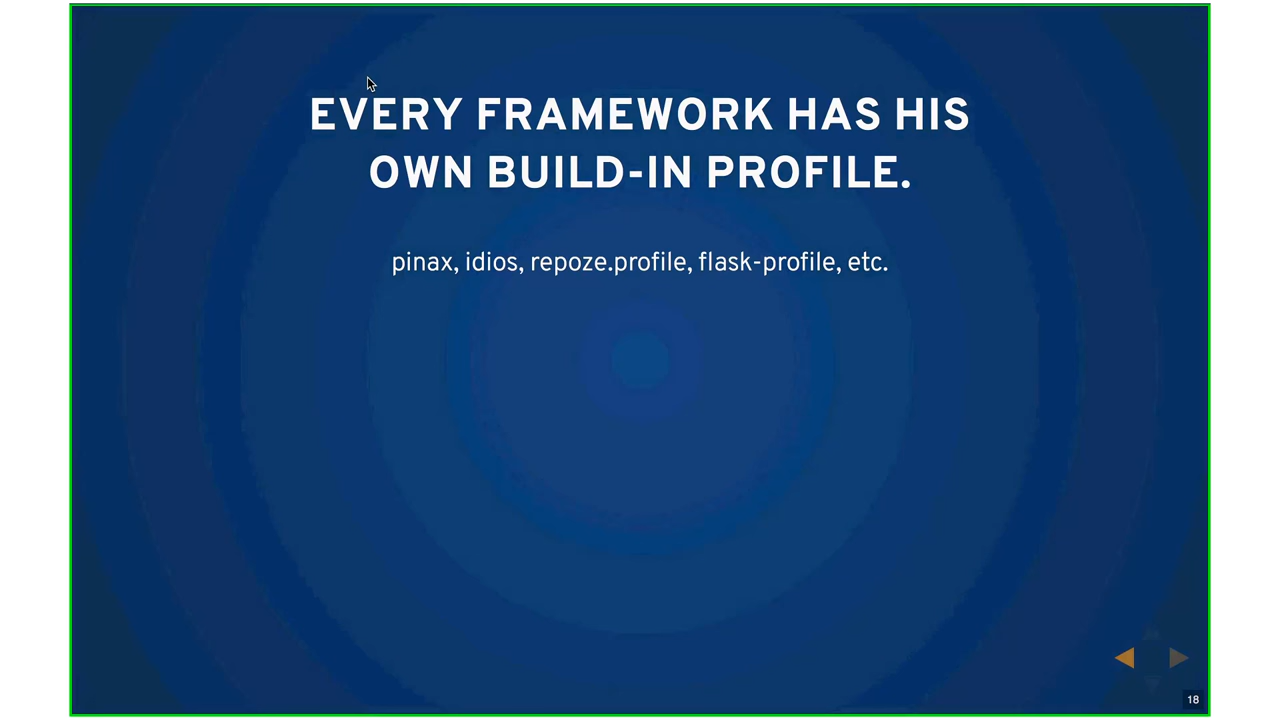 EVERY FRAMEWORK HAS HIS
OWN BUILD-IN PROFILE.
pinax, idios, repoze.profile, flask-profile, etc.
18